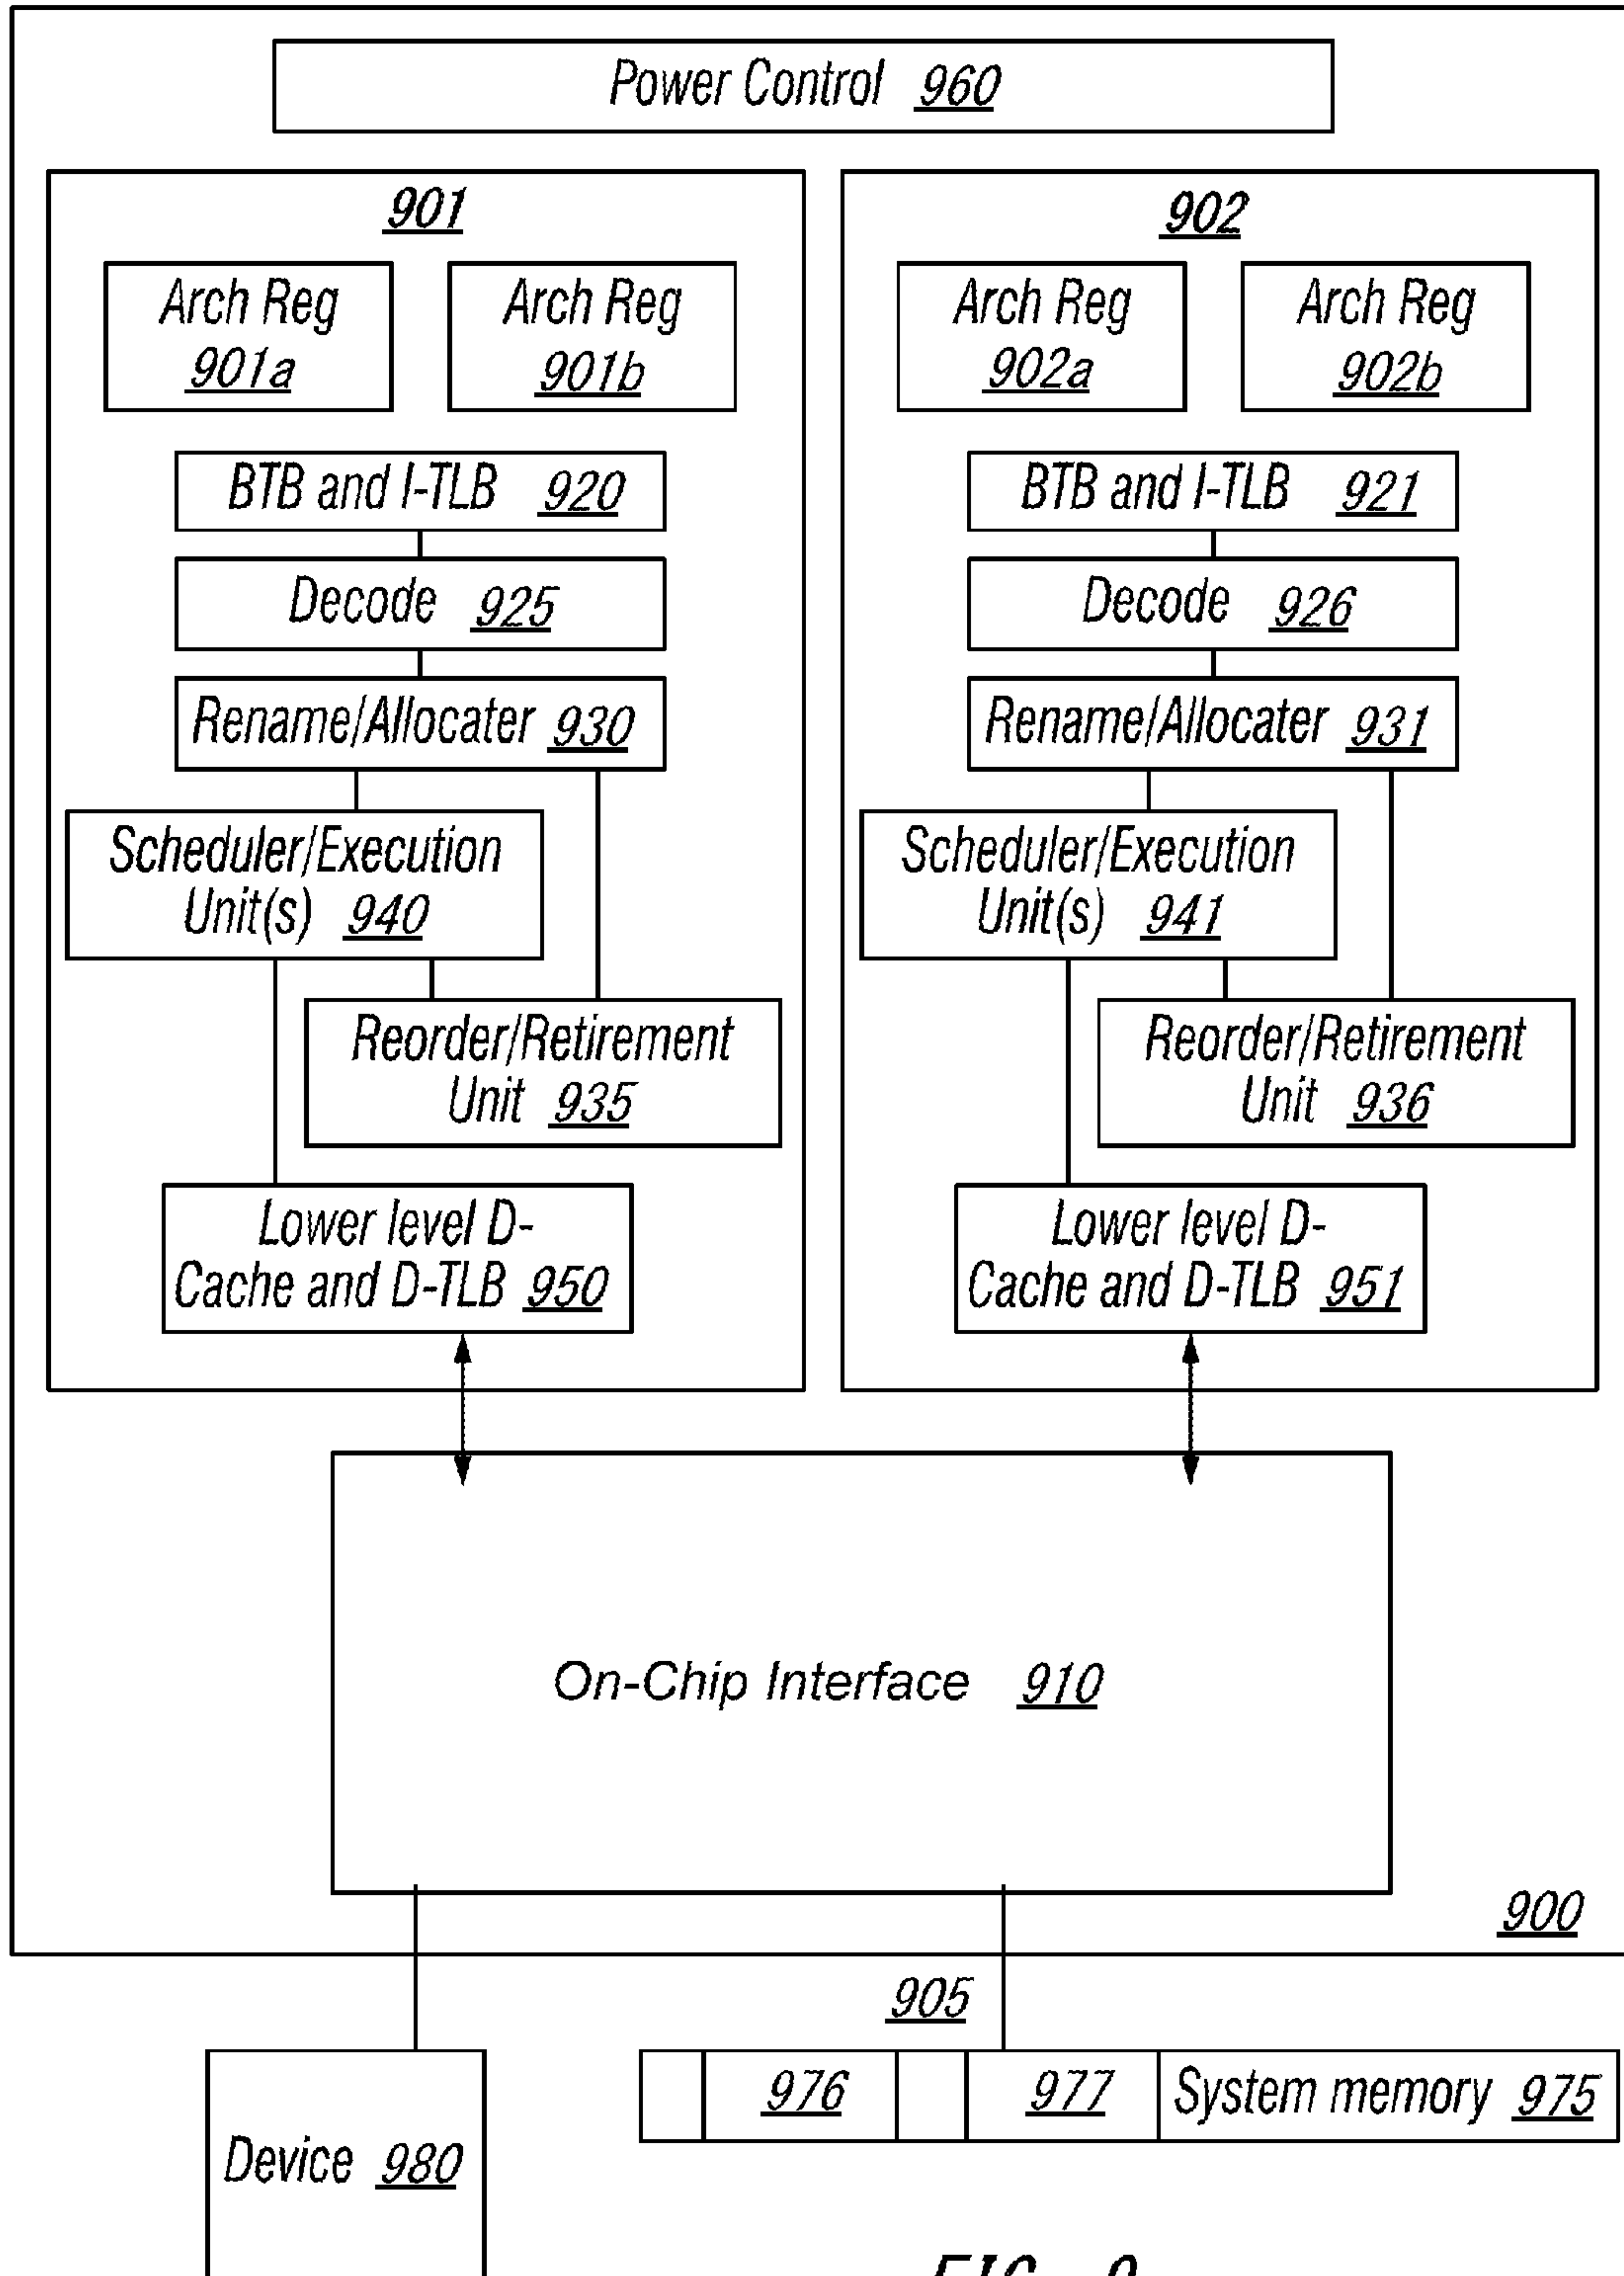 Power Control 960
901
Arch Reg
901a
Arch Reg
901b
BTB and I-TLB 920
Decode 925
Rename/Allocater 930
Scheduler/Execution
Unit(s) 940
Reorder/Retirement
Unit 935
Lower level D-
Cache and D-TLB 950
902
Arch Reg
902a
Arch Reg
902b
BTB and I-TLB 921
Decode 926
Rename/Allocater 931
Scheduler/Execution
Unit(s) 941
Reorder/Retirement
Unit 936
Lower level D-
Cache and D-TLB 951
On-Chip Interface 910
900
905
976
977
System memory 975
Device 980